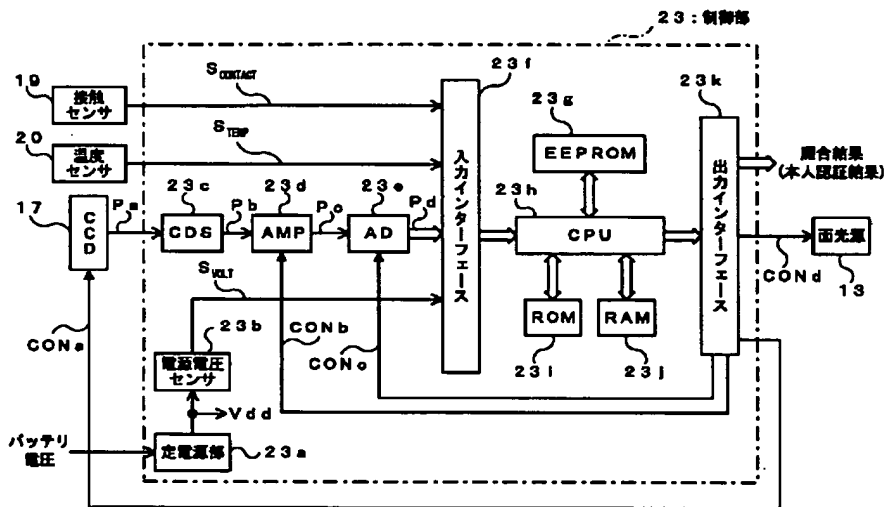 23：制御部
19
接触
センサ
S CONTACT
23f
23k
20
温度
センサ
S TEMP
23g
EEPROM
入力インターフェース
出力インターフェース
照合結果
(本人認証結果)
17
CCD
Pa
23c
CDS
Pb
23d
AMP
Pc
23e
AD
Pd
23h
CPU
面光源
CONd
13
S VOLT
CONa
23b
電源電圧
センサ
CONb
CONc
ROM
RAM
23i
23j
Vdd
バッテリ
電圧
定電源部
23a